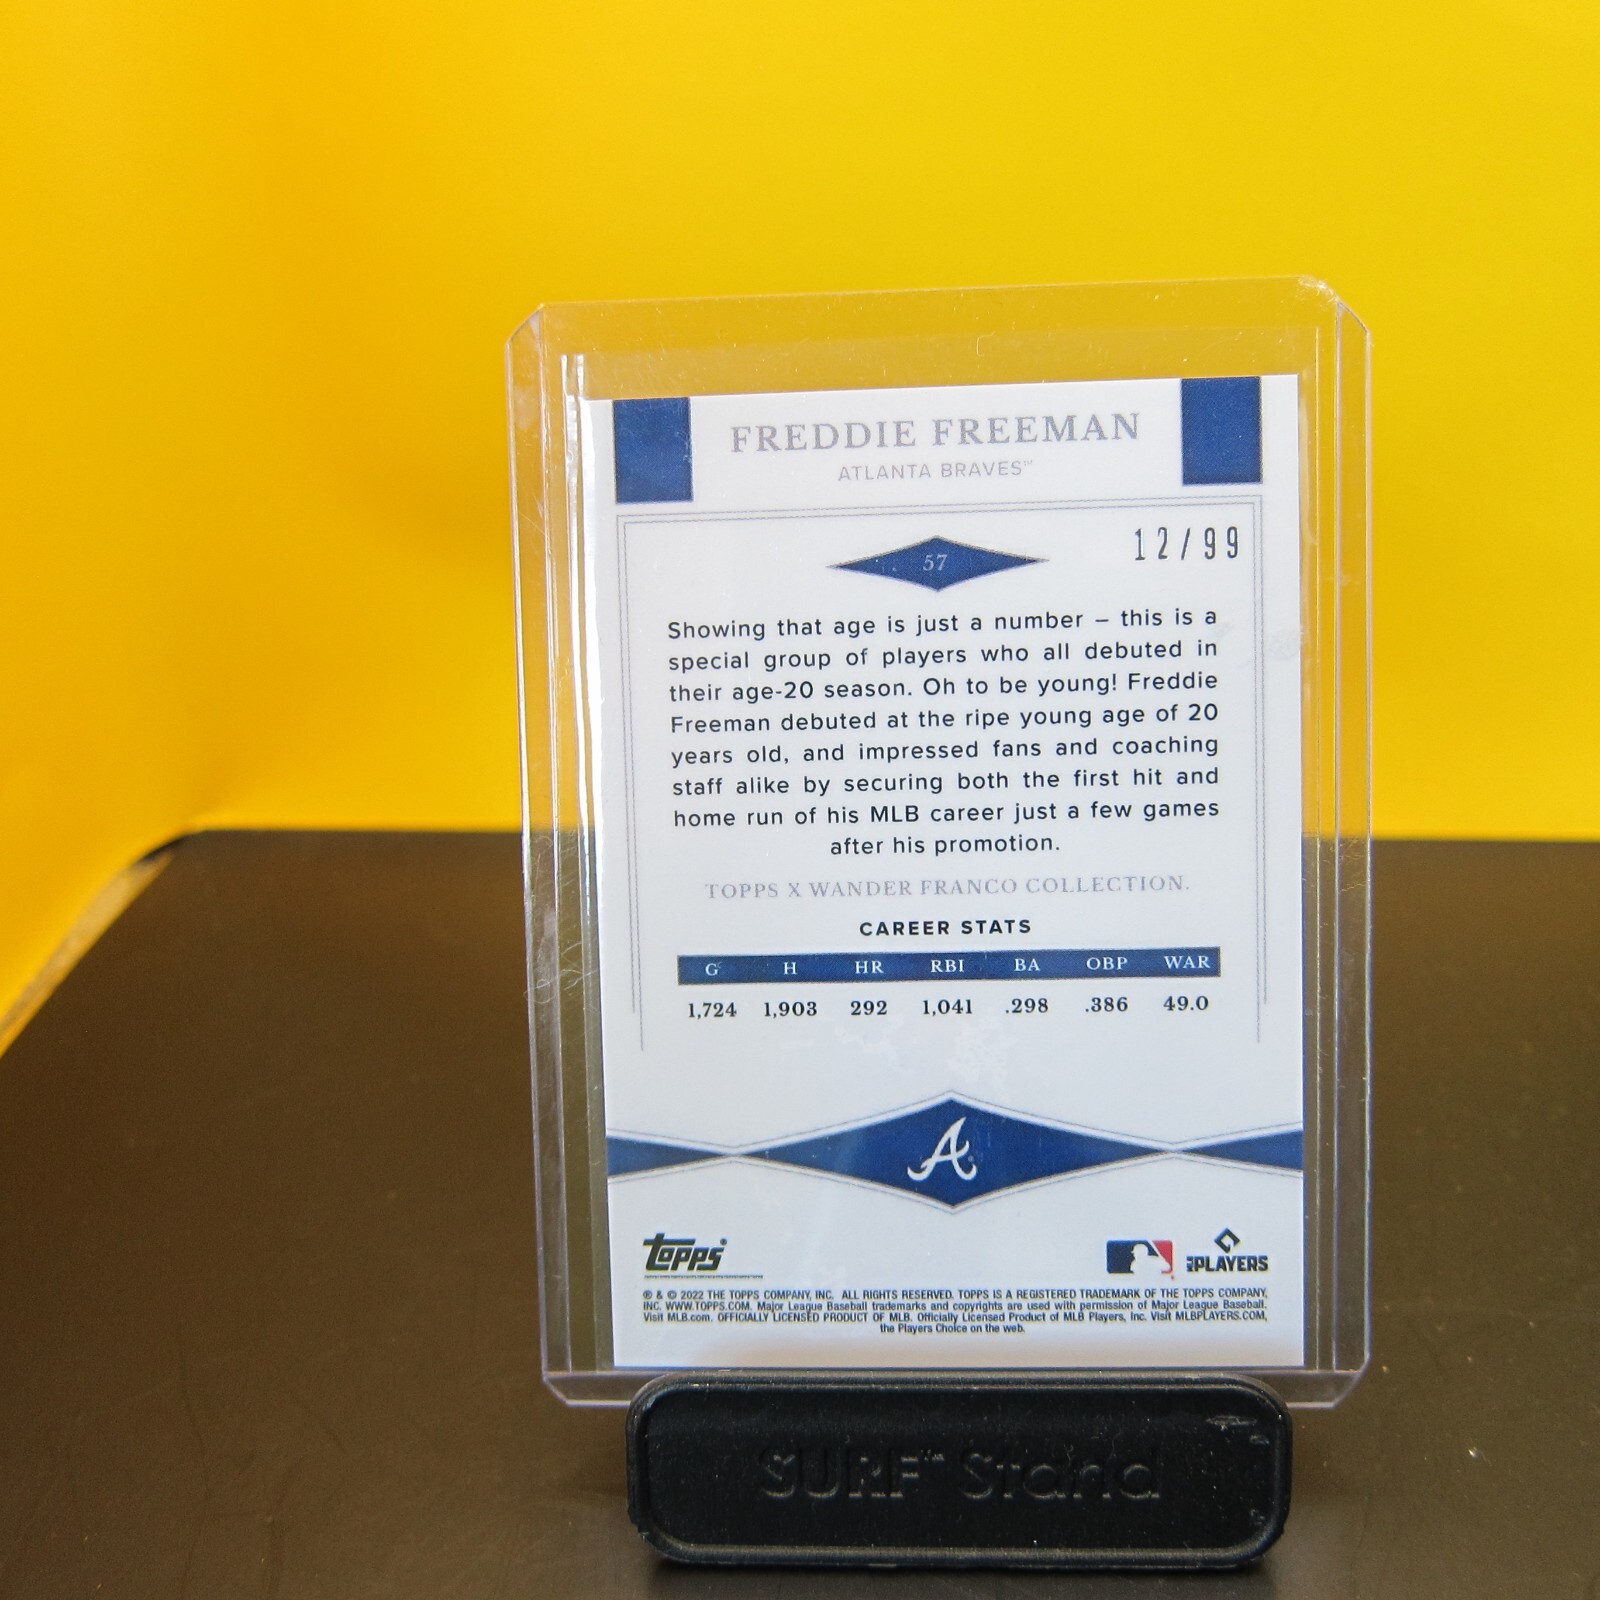 FREDDIE FREEMAN
ATLANTA BRAVES™
57
12/99
Showing that age is just a number – this is a
special group of players who all debuted in
their age-20 season. Oh to be young! Freddie
Freeman debuted at the ripe young age of 20
years old, and impressed fans and coaching
staff alike by securing both the first hit and
home run of his MLB career just a few games
after his promotion.
TOPPS X WANDER FRANCO COLLECTION.
CAREER STATS
G H HR RBI BA OBP WAR
1,724 1,903 292 1,041 .298 .386 49.0
A
topps®
PLAYERS
® & © 2022 THE TOPPS COMPANY, INC. ALL RIGHTS RESERVED. TOPPS IS A REGISTERED TRADEMARK OF THE TOPPS COMPANY,
INC. WWW.TOPPS.COM. Major League Baseball trademarks and copyrights are used with permission of Major League Baseball.
Visit MLB.com. OFFICIALLY LICENSED PRODUCT OF MLB. Officially Licensed Product of MLB Players, Inc. Visit MLBPLAYERS.COM,
the Players Choice on the web.
SURF™ Stand